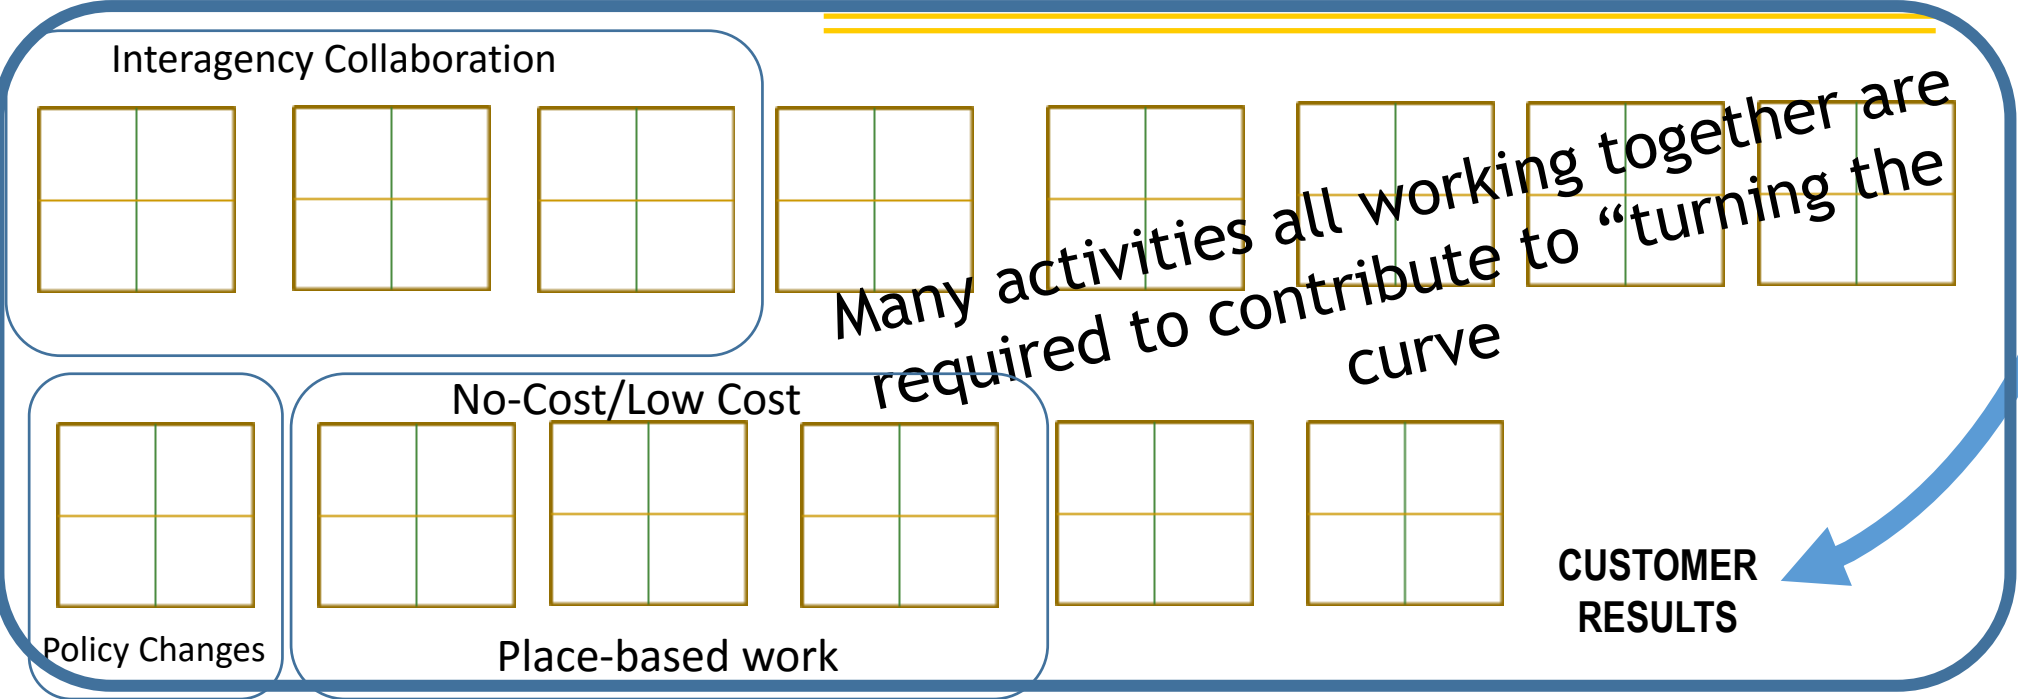 Interagency Collaboration
Many activities all working together are
required to contribute to “turning the
curve
No-Cost/Low Cost
Policy Changes
Place-based work
CUSTOMER
RESULTS